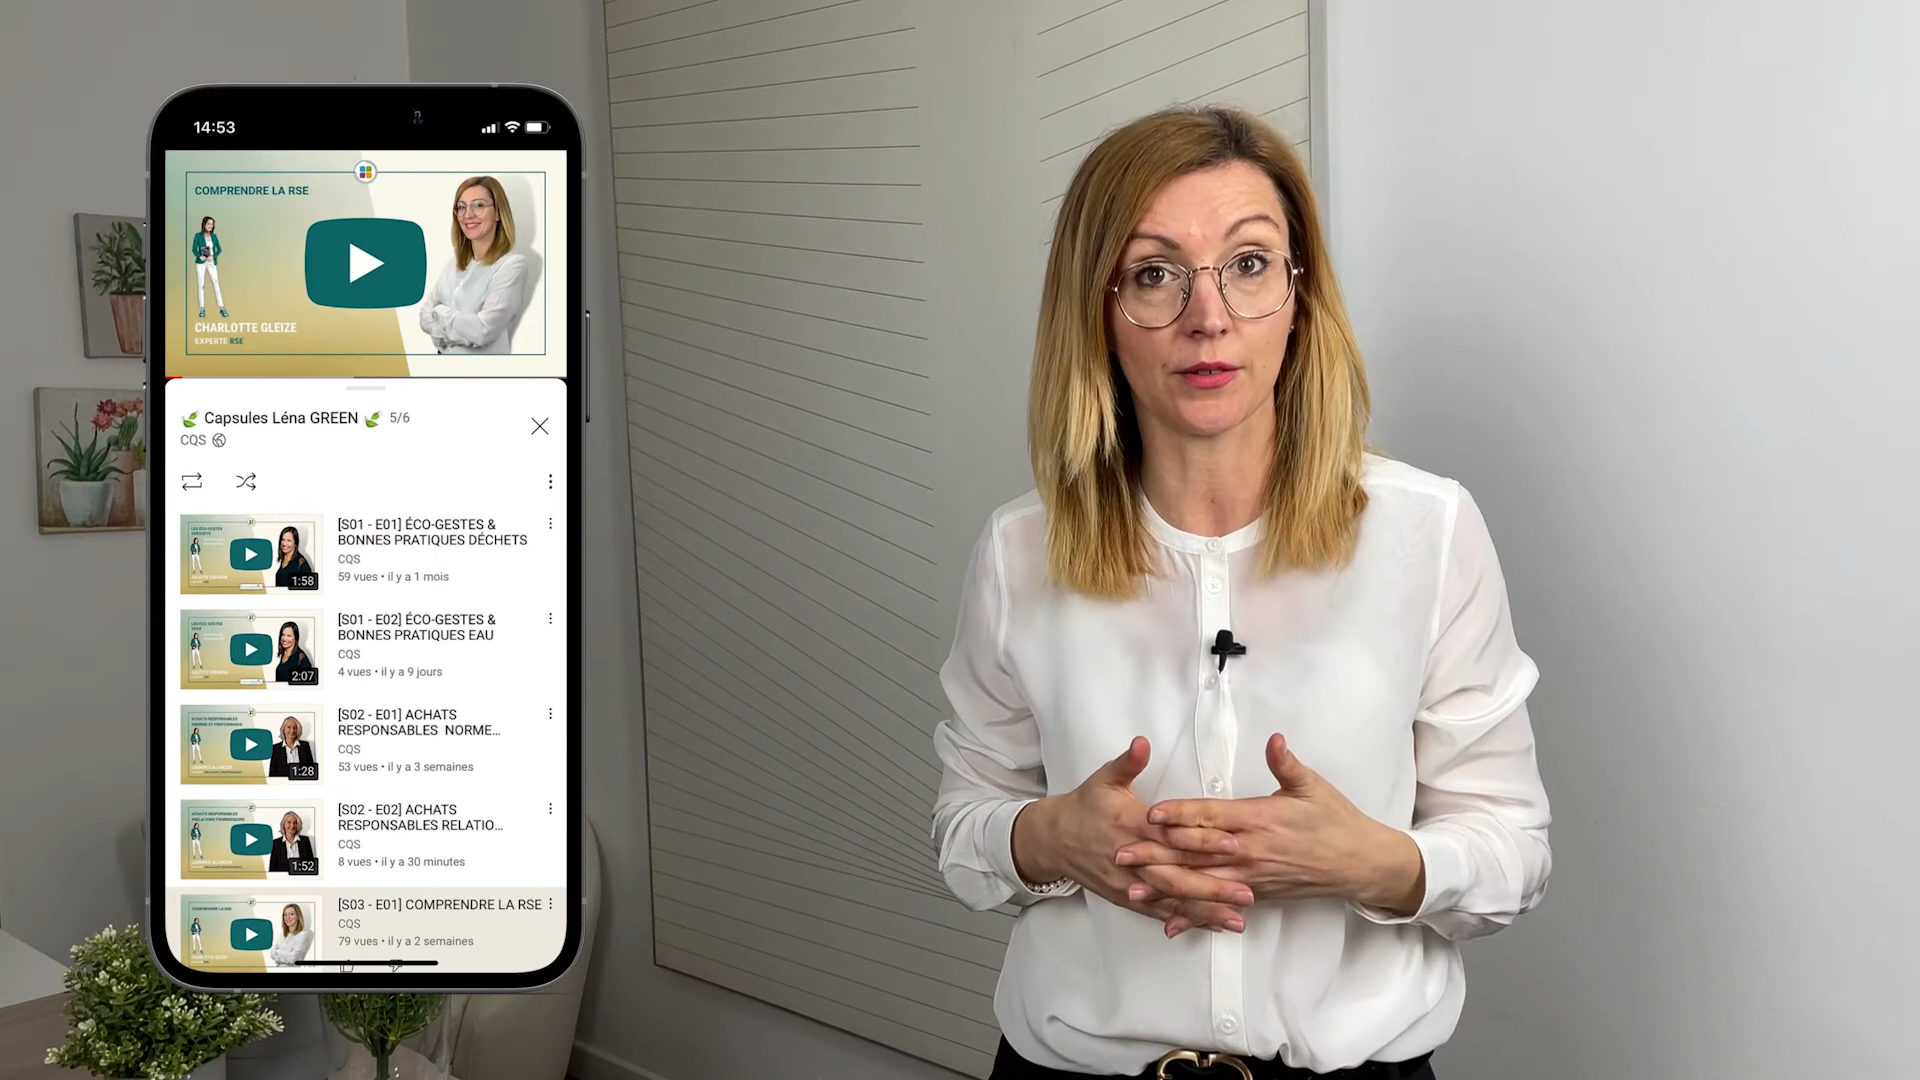 14:53
COMPRENDRE LA RSE
CHARLOTTE GLEIZE
EXPERTE RSE
Capsules Léna GREEN 5/6
CQS
[S01 - E01] ÉCO-GESTES &
BONNES PRATIQUES DÉCHETS
CQS
59 vues • il y a 1 mois
1:58
[S01 - E02] ÉCO-GESTES &
BONNES PRATIQUES EAU
CQS
4 vues • il y a 9 jours
2:07
[S02 - E01] ACHATS
RESPONSABLES NORME...
CQS
53 vues • il y a 3 semaines
1:28
[S02 - E02] ACHATS
RESPONSABLES RELATIO...
CQS
8 vues • il y a 30 minutes
1:52
[S03 - E01] COMPRENDRE LA RSE
CQS
79 vues • il y a 2 semaines